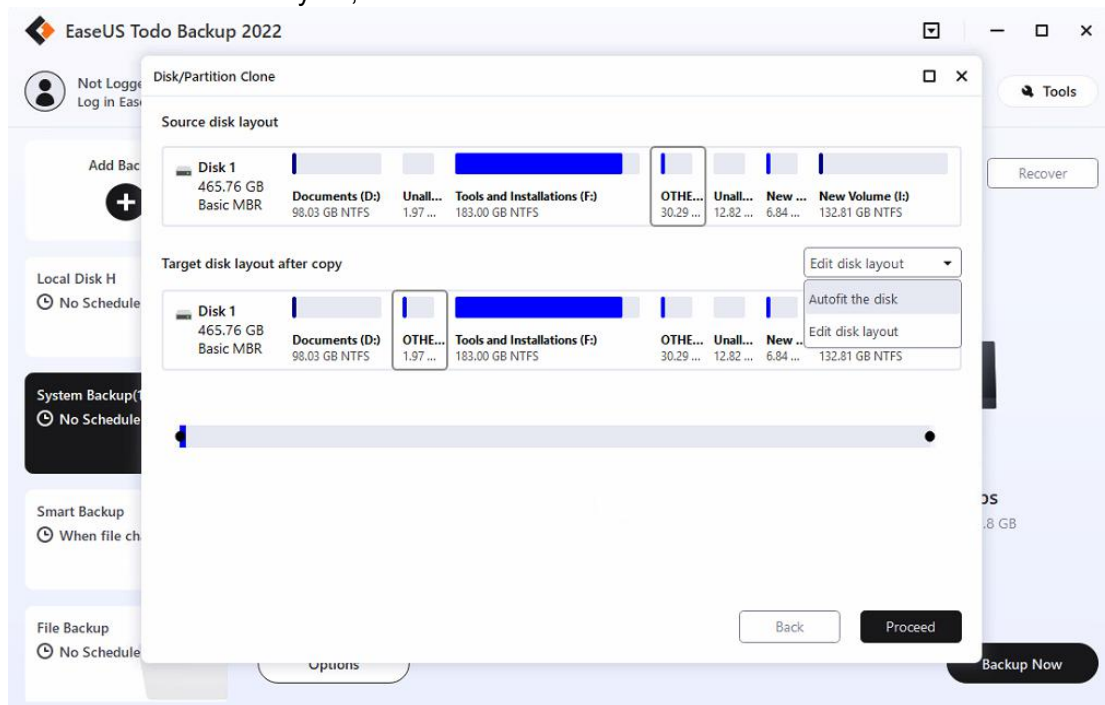 EaseUS Todo Backup 2022
Not Logge
Log in Ease
Tools
Disk/Partition Clone
Source disk layout
Add Bac
Recover
Disk 1
465.76 GB
Basic MBR
Documents (D:)
98.03 GB NTFS
Unall...
1.97 ...
Tools and Installations (F:)
183.00 GB NTFS
OTHE...
30.29 ...
Unall...
12.82 ...
New ...
6.84 ...
New Volume (I:)
132.81 GB NTFS
Target disk layout after copy
Edit disk layout
Autofit the disk
Edit disk layout
Local Disk H
No Schedule
Disk 1
465.76 GB
Basic MBR
Documents (D:)
98.03 GB NTFS
OTHE...
1.97 ...
Tools and Installations (F:)
183.00 GB NTFS
OTHE...
30.29 ...
Unall...
12.82 ...
New ..
6.84 ...
132.81 GB NTFS
System Backup(1
No Schedule
Smart Backup
When file ch
.8 GB
File Backup
No Schedule
Back
Proceed
Options
Backup Now